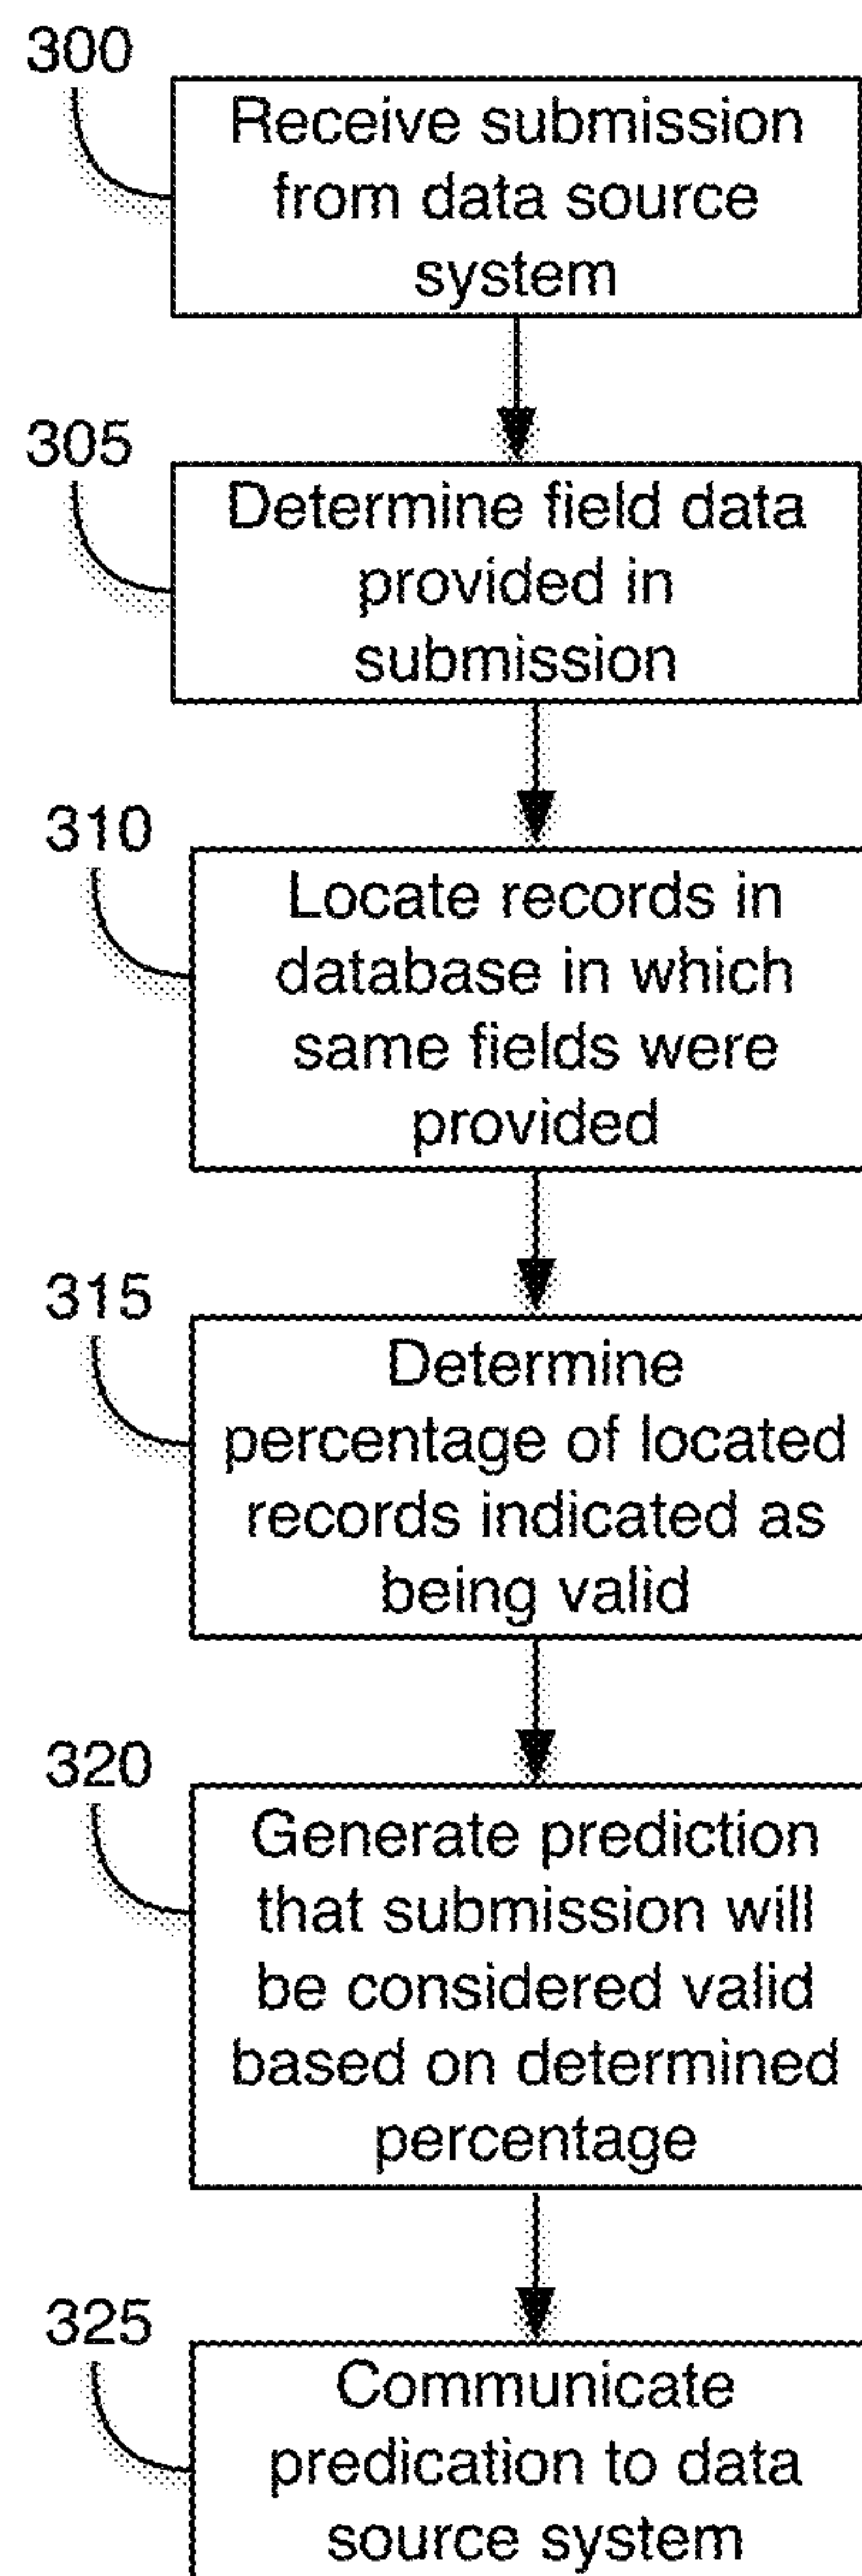 300
Receive submission
from data source
system
305
Determine field data
provided in
submission
310
Locate records in
database in which
same fields were
provided
315
Determine
percentage of located
records indicated as
being valid
320
Generate prediction
that submission will
be considered valid
based on determined
percentage
325
Communicate
predication to data
source system